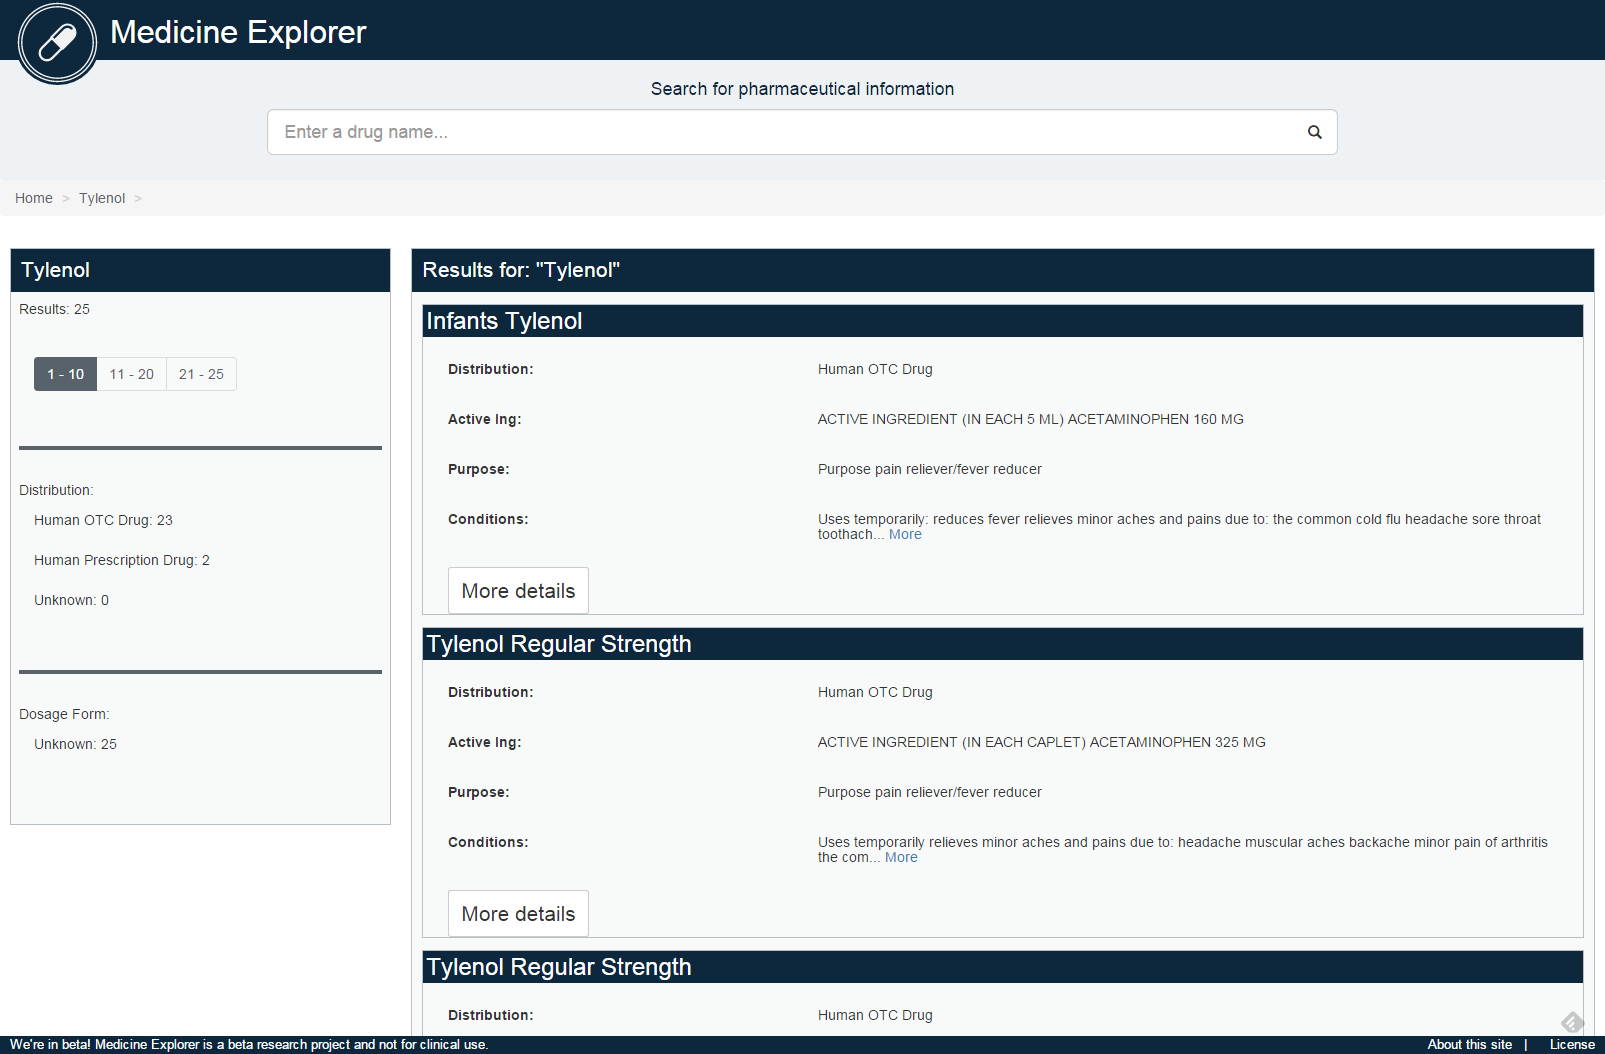 Medicine Explorer
Search for pharmaceutical information
Enter a drug name...
Home > Tylenol >
Tylenol
Results: 25
1 - 10 11 - 20 21 - 25
Distribution:
Human OTC Drug: 23
Human Prescription Drug: 2
Unknown: 0
Dosage Form:
Unknown: 25
Results for: "Tylenol"
Infants Tylenol
Distribution: Human OTC Drug
Active Ing: ACTIVE INGREDIENT (IN EACH 5 ML) ACETAMINOPHEN 160 MG
Purpose: Purpose pain reliever/fever reducer
Conditions: Uses temporarily: reduces fever relieves minor aches and pains due to: the common cold flu headache sore throat
toothach... More
More details
Tylenol Regular Strength
Distribution: Human OTC Drug
Active Ing: ACTIVE INGREDIENT (IN EACH CAPLET) ACETAMINOPHEN 325 MG
Purpose: Purpose pain reliever/fever reducer
Conditions: Uses temporarily relieves minor aches and pains due to: headache muscular aches backache minor pain of arthritis
the com... More
More details
Tylenol Regular Strength
Distribution: Human OTC Drug
We're in beta! Medicine Explorer is a beta research project and not for clinical use.
About this site | License